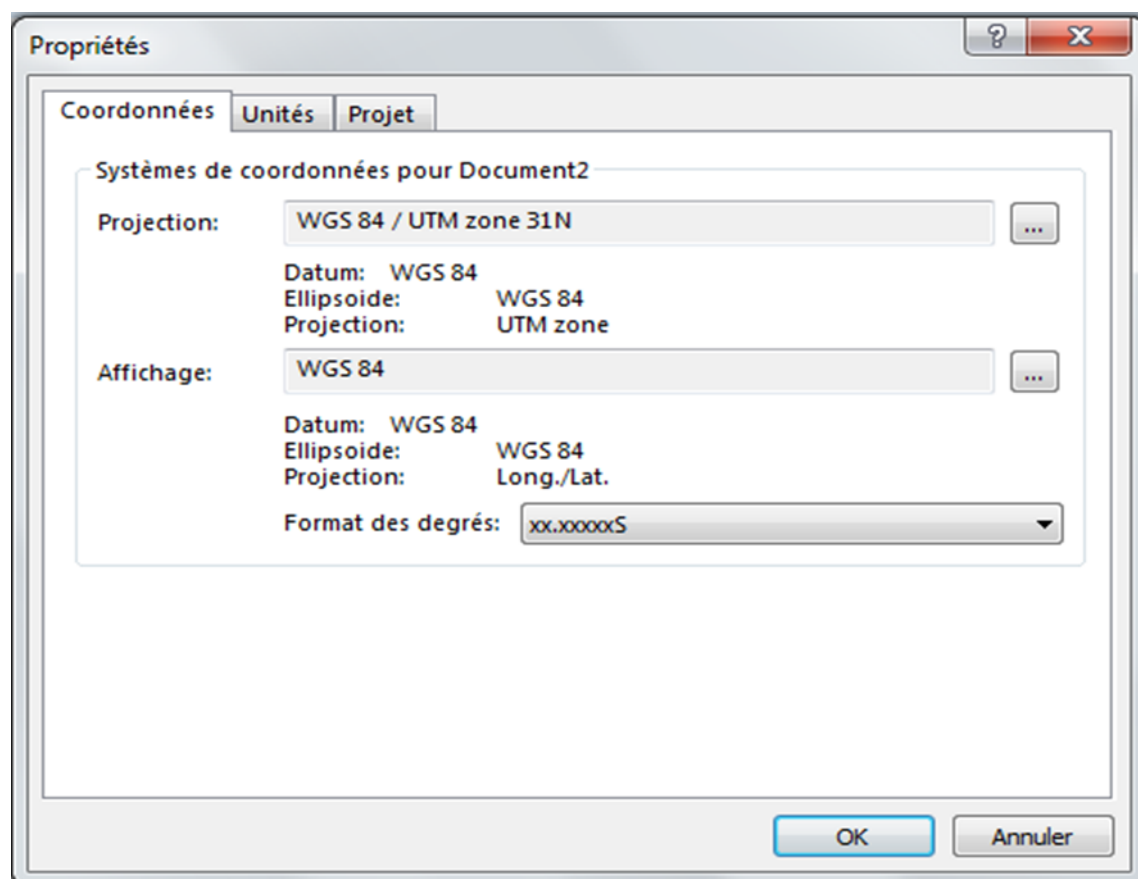 Propriétés
Coordonnées Unités Projet
Systèmes de coordonnées pour Document2
Projection: WGS 84 / UTM zone 31N ...
Datum: WGS 84
Ellipsoide: WGS 84
Projection: UTM zone
Affichage: WGS 84 ...
Datum: WGS 84
Ellipsoide: WGS 84
Projection: Long./Lat.
Format des degrés: xx.xxxxxS
OK Annuler